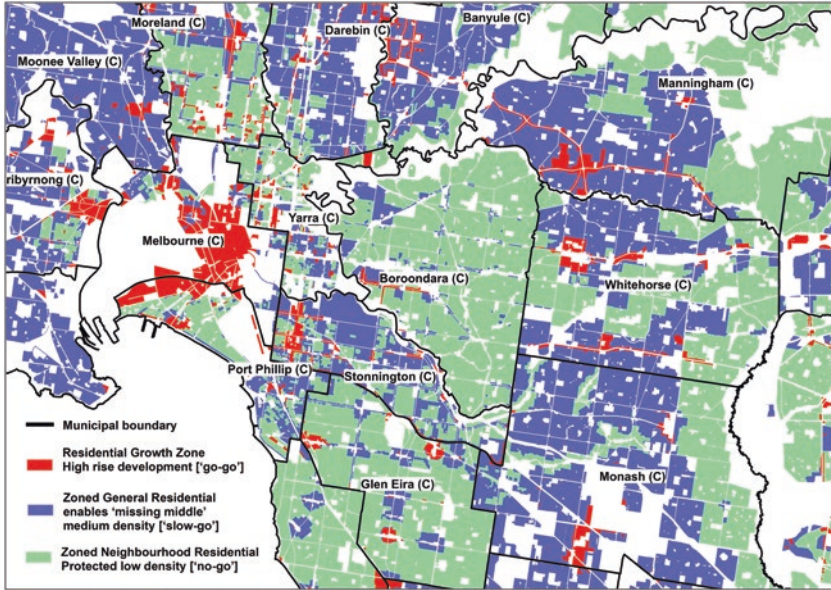 Moreland (C)
Darebin (C)
Banyule (C)
Moonee Valley (C)
Manningham (C)
ribyrnong (C)
Yarra (C)
Melbourne (C)
Boroondara (C)
Whitehorse (C)
Port Phillip (C)
Stonnington (C)
Glen Eira (C)
Monash (C)
Municipal boundary
Residential Growth Zone
High rise development ['go-go']
Zoned General Residential
enables 'missing middle'
medium density ['slow-go']
Zoned Neighbourhood Residential
Protected low density ['no-go']